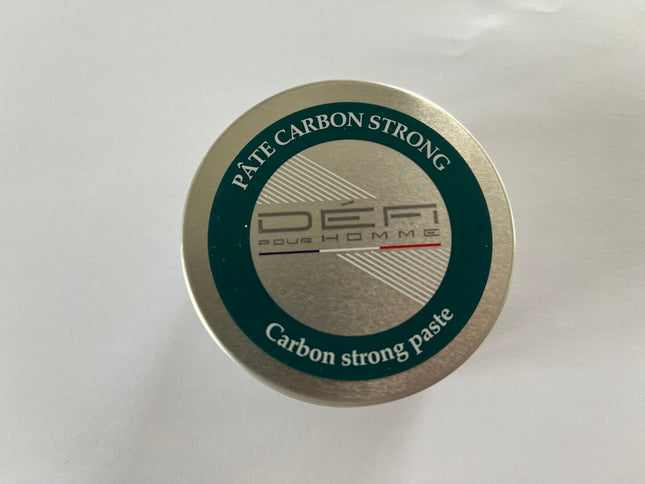 PÂTE CARBON STRONG
DÉFI
POUR HOMME
Carbon strong paste